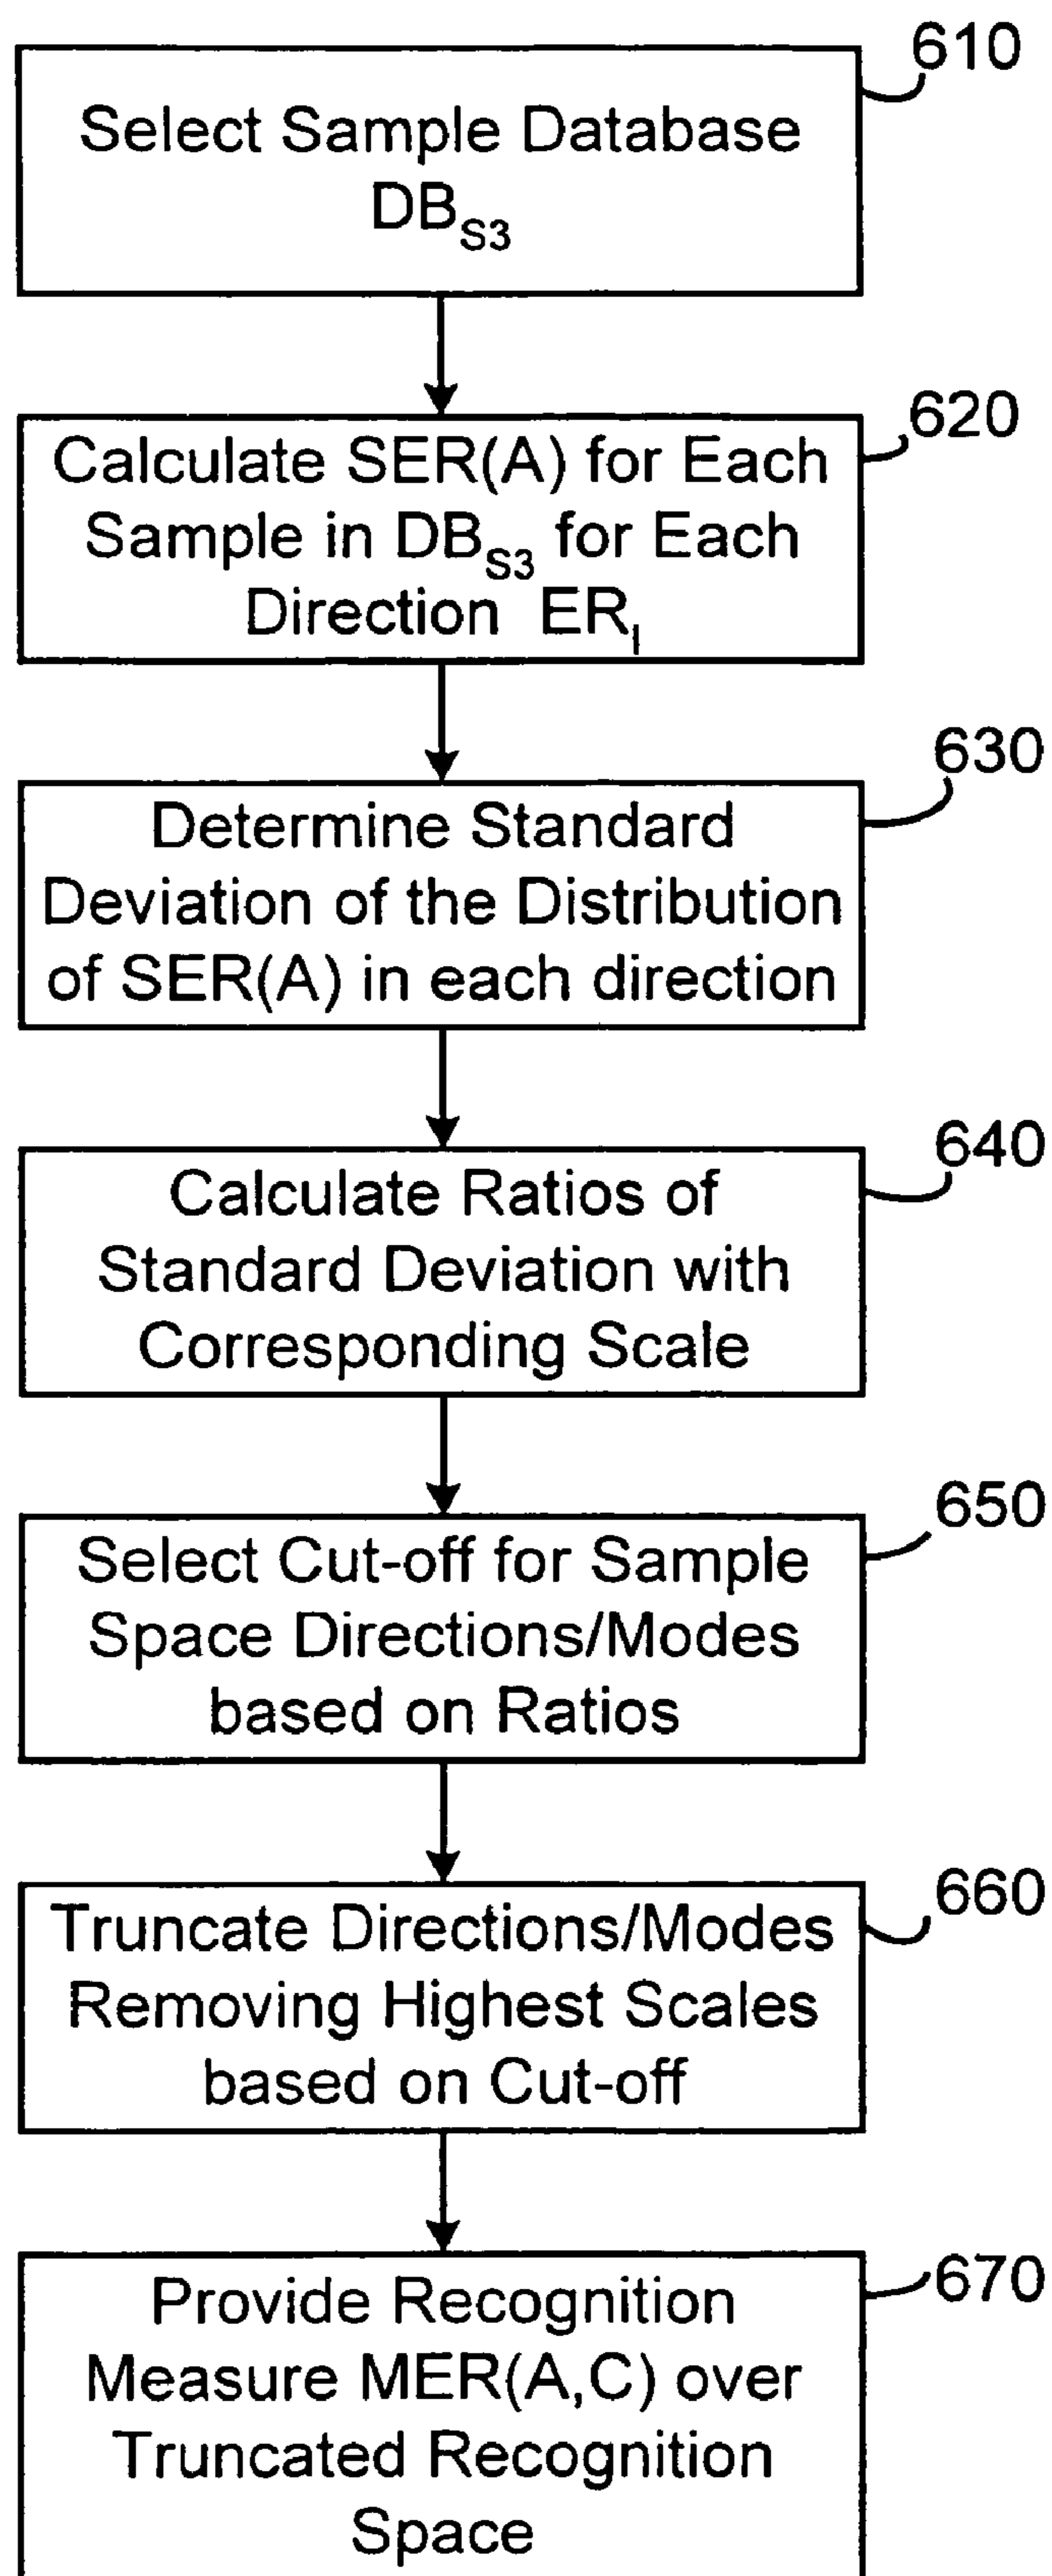 610
Select Sample Database
DB_S3
620
Calculate SER(A) for Each
Sample in DB_S3 for Each
Direction ER_I
630
Determine Standard
Deviation of the Distribution
of SER(A) in each direction
640
Calculate Ratios of
Standard Deviation with
Corresponding Scale
650
Select Cut-off for Sample
Space Directions/Modes
based on Ratios
660
Truncate Directions/Modes
Removing Highest Scales
based on Cut-off
670
Provide Recognition
Measure MER(A,C) over
Truncated Recognition
Space